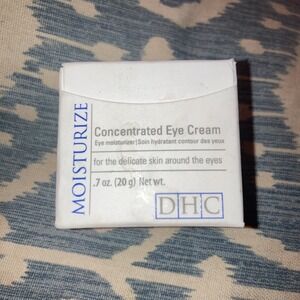 MOISTURIZE
Concentrated Eye Cream
Eye moisturizer|Soin hydratant contour des yeux
for the delicate skin around the eyes
.7 oz. (20 g) Net wt.
DHC